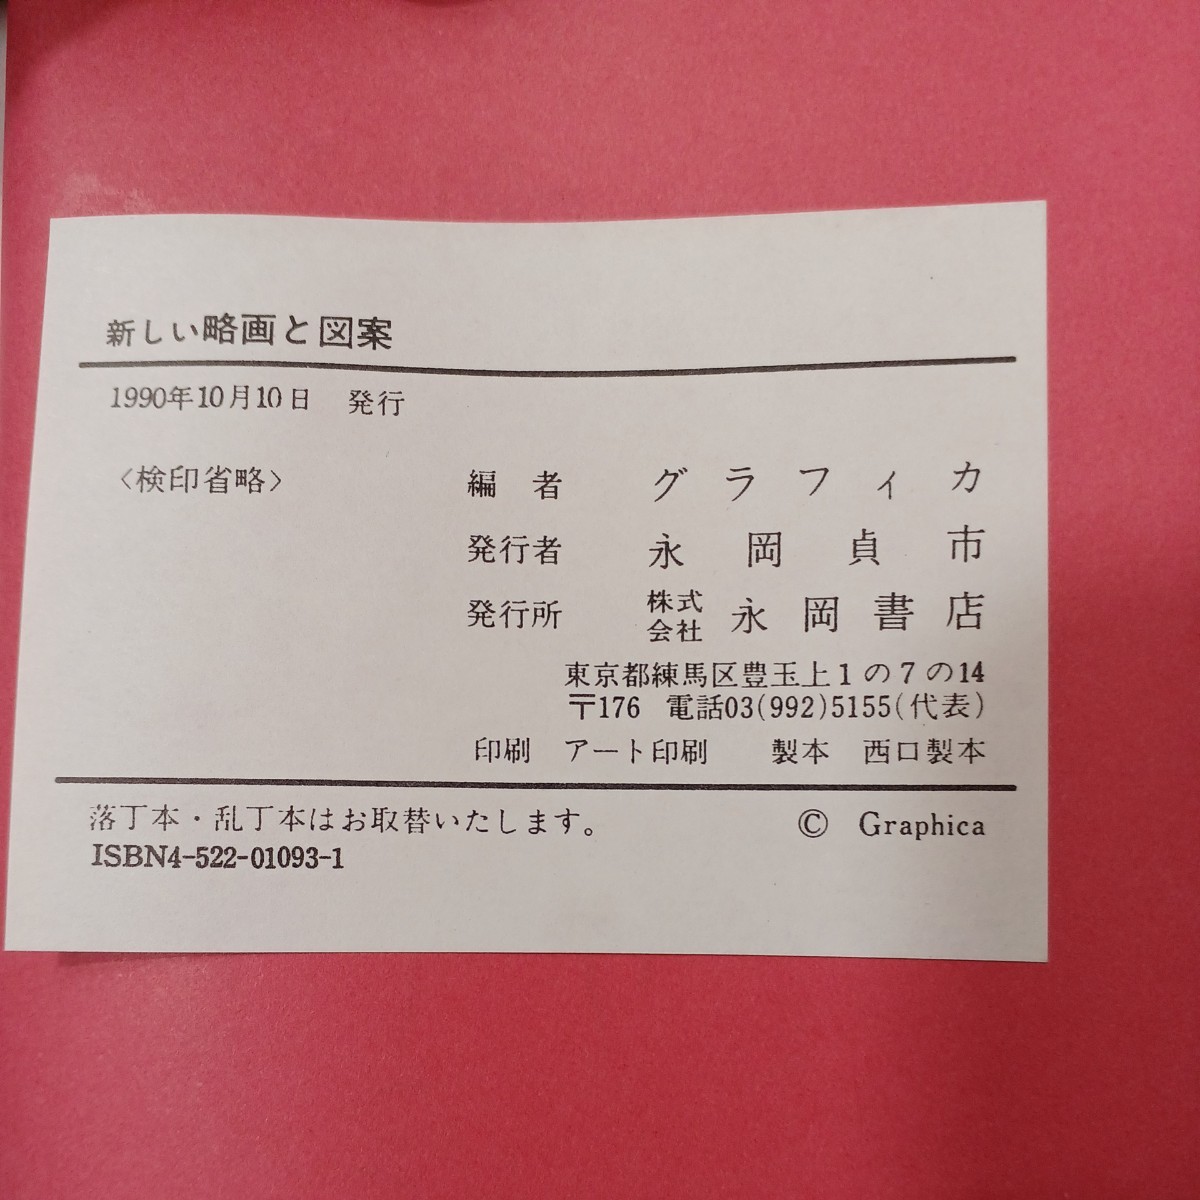 新しい略画と図案
1990年10月10日　発行
〈検印省略〉　編　者　グラフィカ
発行者　永岡貞市
発行所　株式会社　永岡書店
東京都練馬区豊玉上1の7の14
〒176　電話03(992)5155(代表)
印刷　アート印刷　製本　西口製本
落丁本・乱丁本はお取替いたします。　© Graphica
ISBN4-522-01093-1